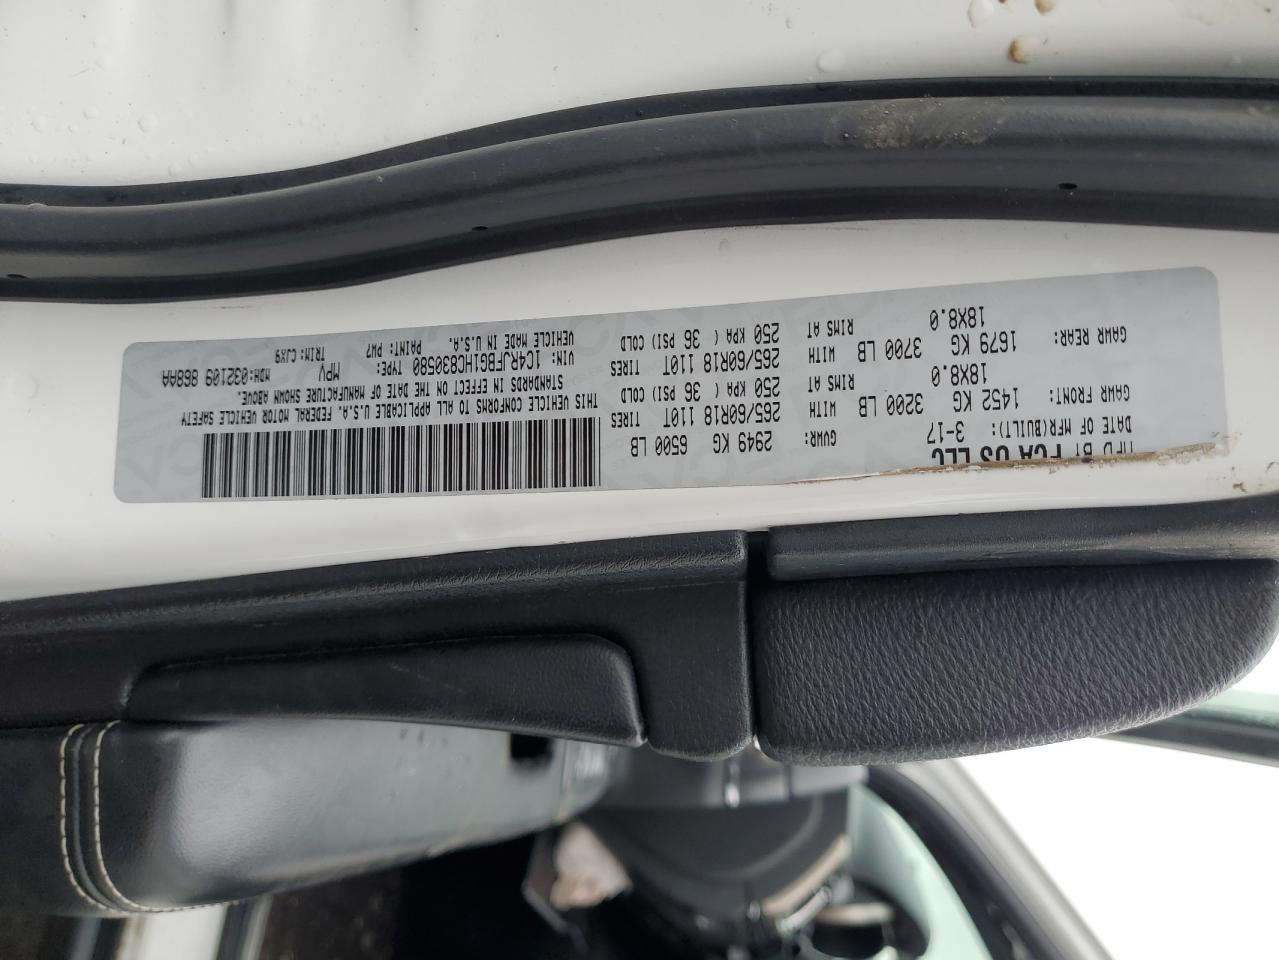 MFD BY FCA US LLC
DATE OF MFR(BUILT): 3-17 GVWR: 2949 KG 6500 LB
GAWR FRONT: 1452 KG 3200 LB WITH 265/60R18 110T TIRES
18X8.0 RIMS AT 250 KPA ( 36 PSI) COLD
GAWR REAR: 1679 KG 3700 LB WITH 265/60R18 110T TIRES
18X8.0 RIMS AT 250 KPA ( 36 PSI) COLD
THIS VEHICLE CONFORMS TO ALL APPLICABLE U.S.A. FEDERAL MOTOR VEHICLE SAFETY
STANDARDS IN EFFECT ON THE DATE OF MANUFACTURE SHOWN ABOVE.
VIN: 1C4RJFBG1HC830580 TYPE: MPV MDH:032109 868AA
VEHICLE MADE IN U.S.A. PAINT: PW7 TRIM: CJX9